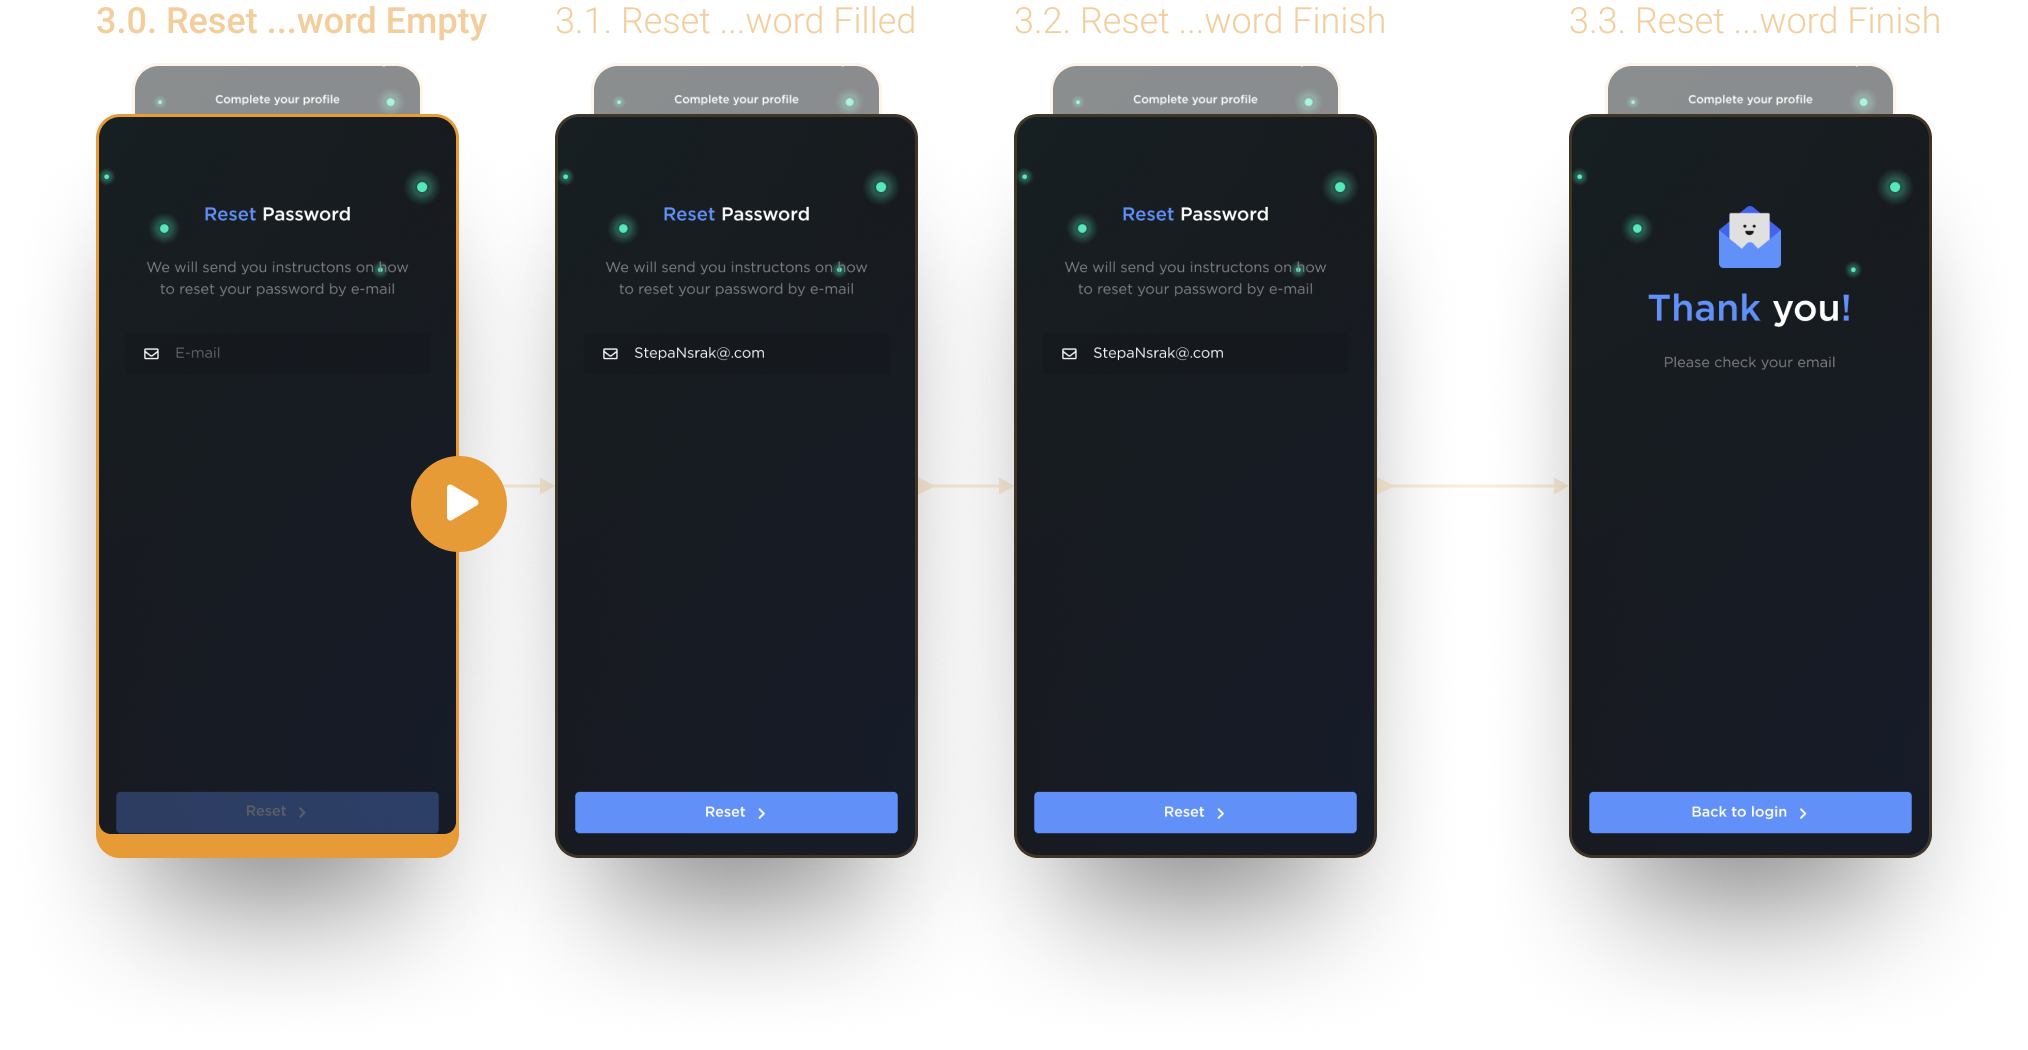 3.0. Reset ...word Empty
Complete your profile
Reset Password
We will send you instructons on how
to reset your password by e-mail
E-mail
Reset
3.1. Reset ...word Filled
Complete your profile
Reset Password
We will send you instructons on how
to reset your password by e-mail
StepaNsrak@.com
Reset
3.2. Reset ...word Finish
Complete your profile
Reset Password
We will send you instructons on how
to reset your password by e-mail
StepaNsrak@.com
Reset
3.3. Reset ...word Finish
Complete your profile
Thank you!
Please check your email
Back to login